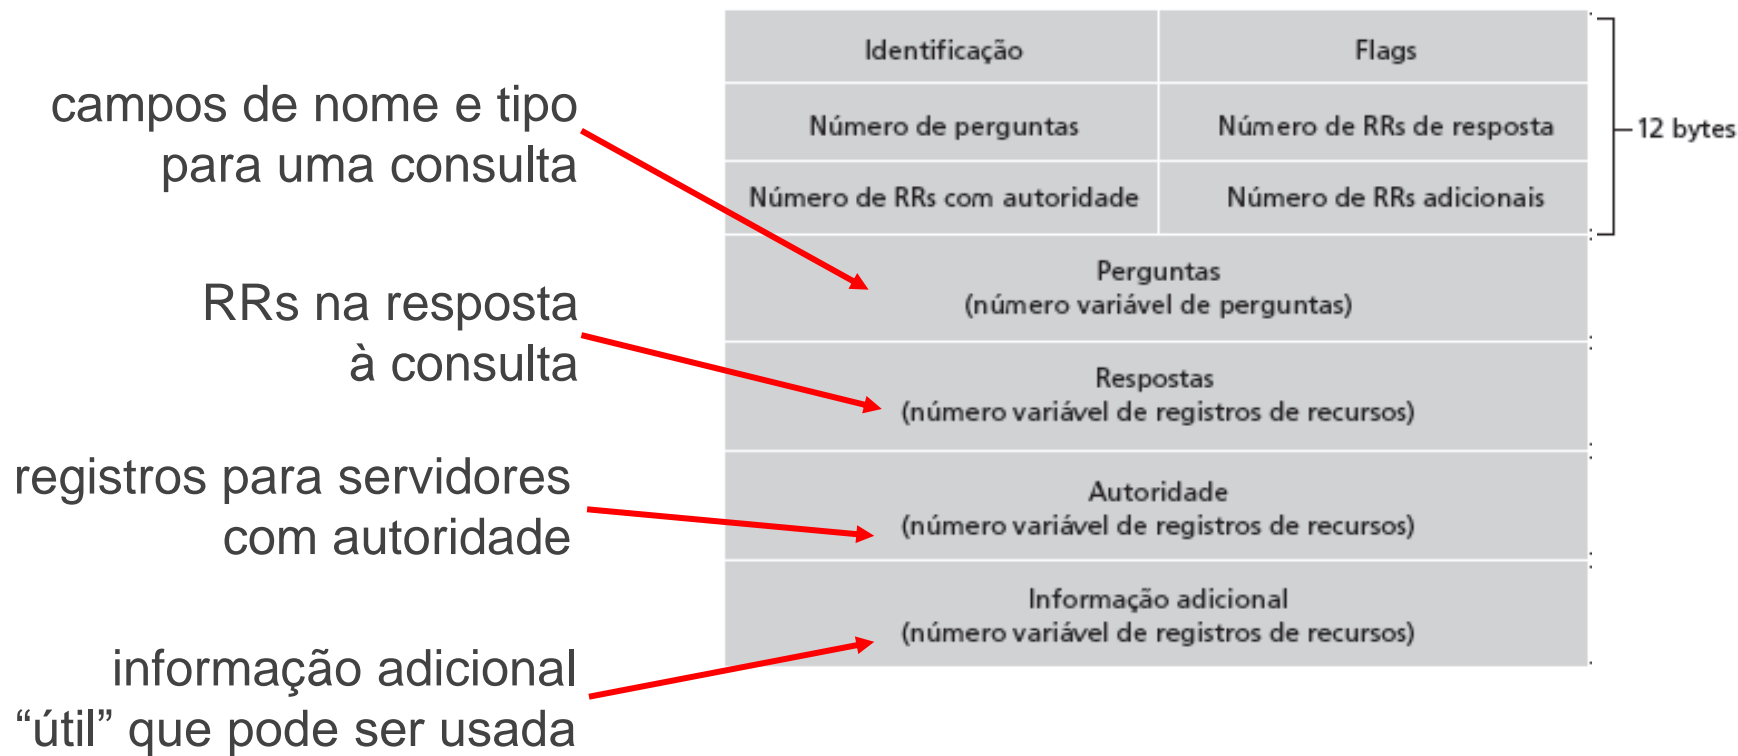 campos de nome e tipo
para uma consulta
RRs na resposta
à consulta
registros para servidores
com autoridade
informação adicional
“útil” que pode ser usada
Identificação
Flags
Número de perguntas
Número de RRs de resposta
Número de RRs com autoridade
Número de RRs adicionais
12 bytes
Perguntas
(número variável de perguntas)
Respostas
(número variável de registros de recursos)
Autoridade
(número variável de registros de recursos)
Informação adicional
(número variável de registros de recursos)